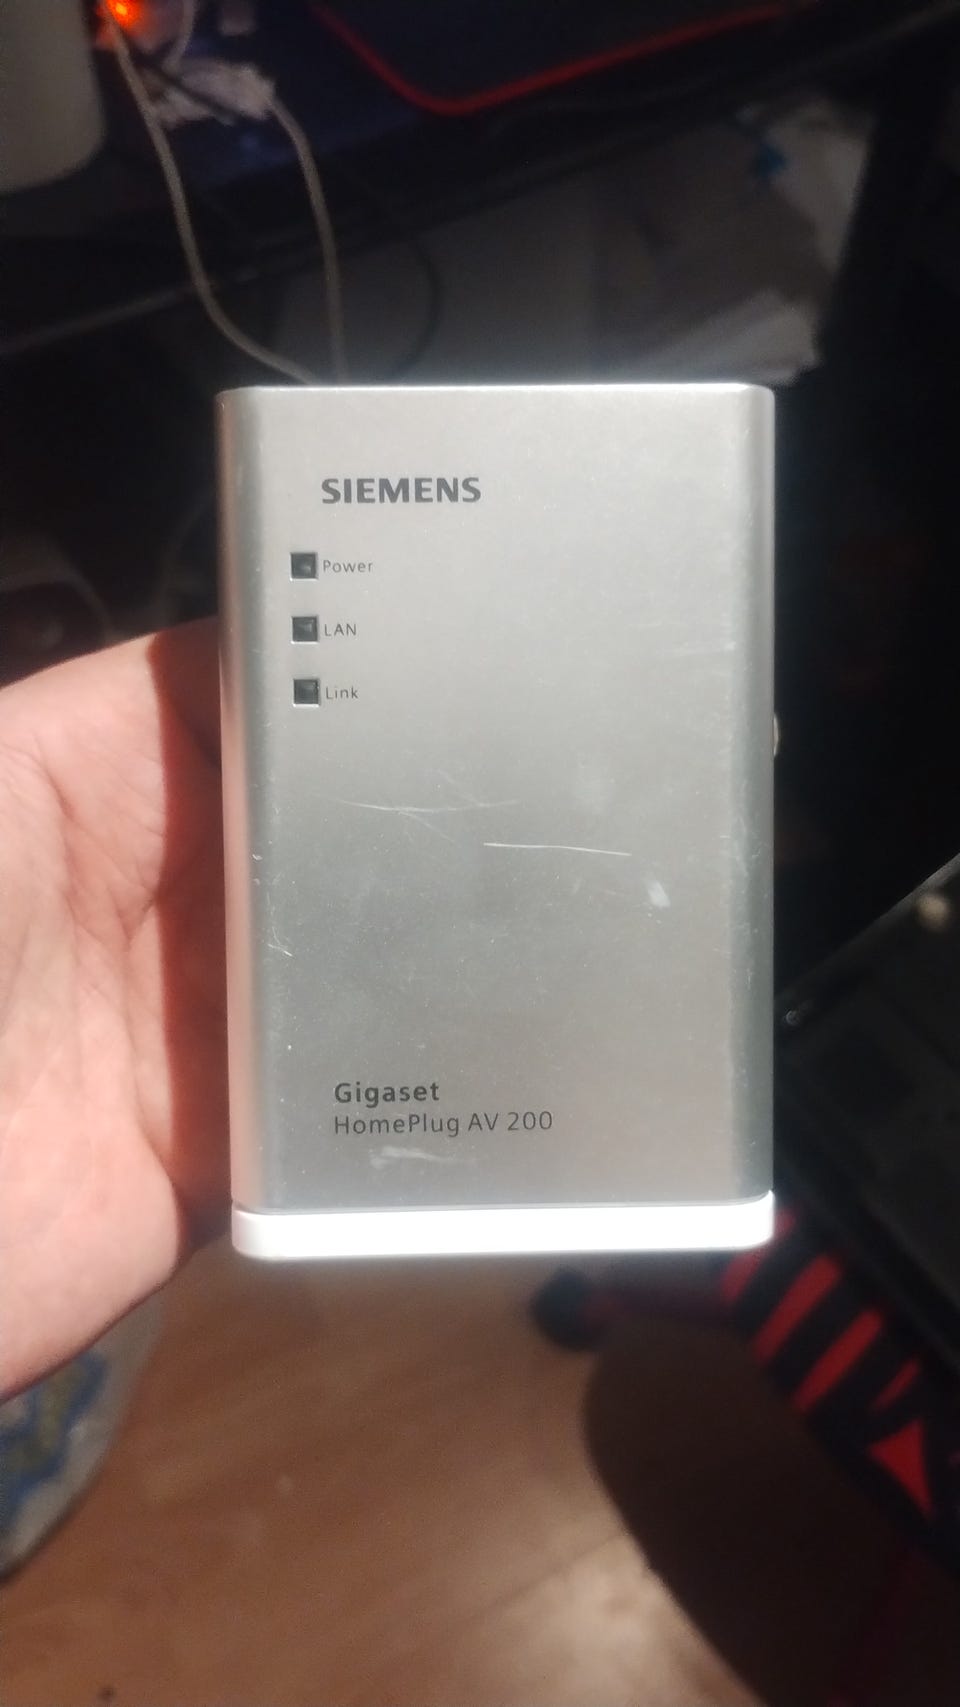 SIEMENS
Power
LAN
Link
Gigaset
HomePlug AV 200